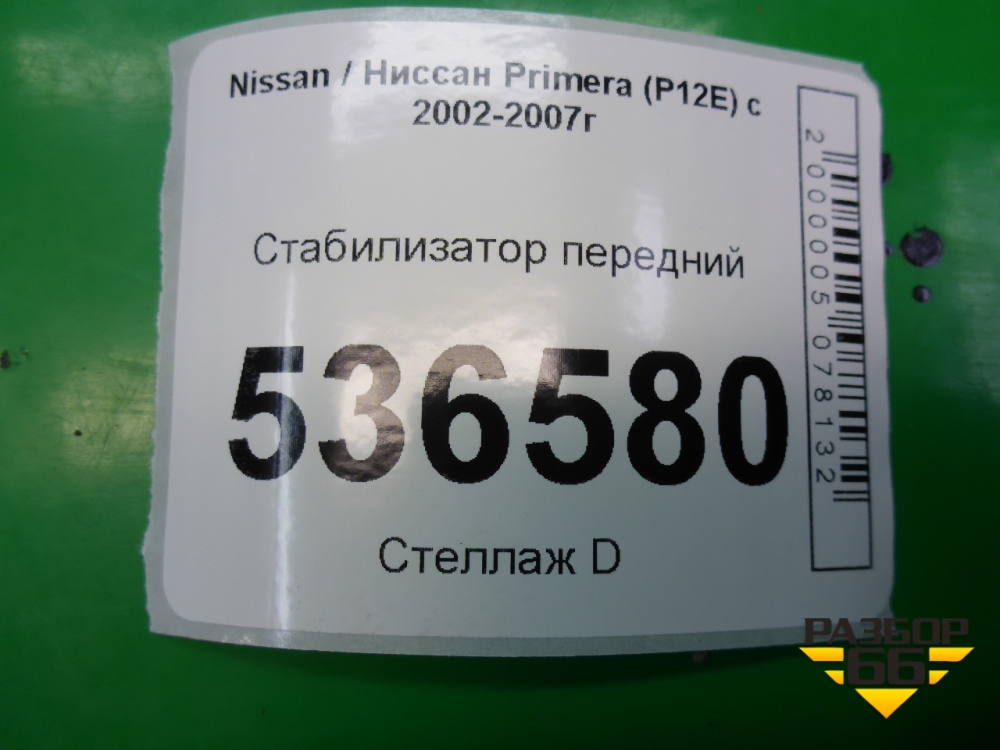 Nissan / Ниссан Primera (P12E) с
2002-2007г
Стабилизатор передний
536580
Стеллаж D
2000005078132
РАЗБОР
66